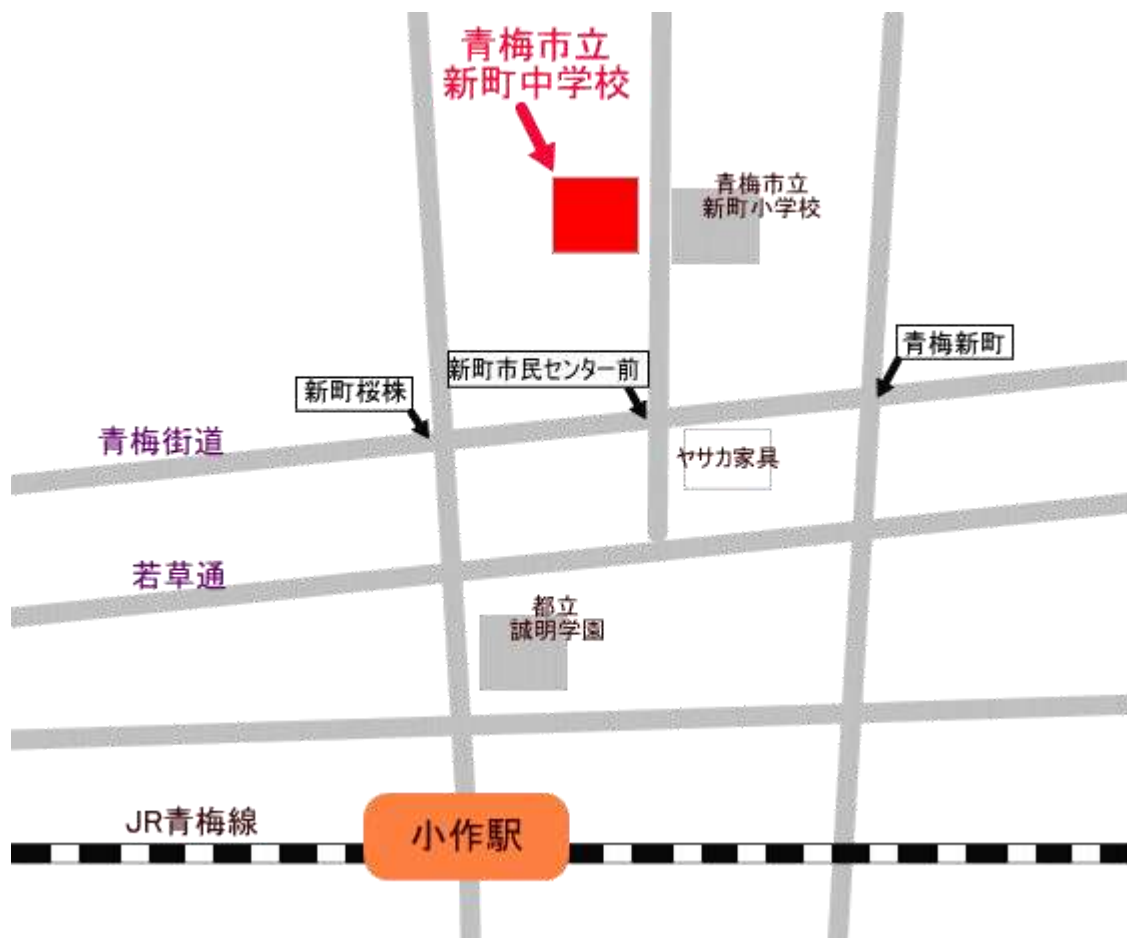 青梅市立
新町中学校
青梅市立
新町小学校
青梅新町
新町市民センター前
新町桜株
青梅街道
ヤサカ家具
若草通
都立
誠明学園
JR青梅線
小作駅